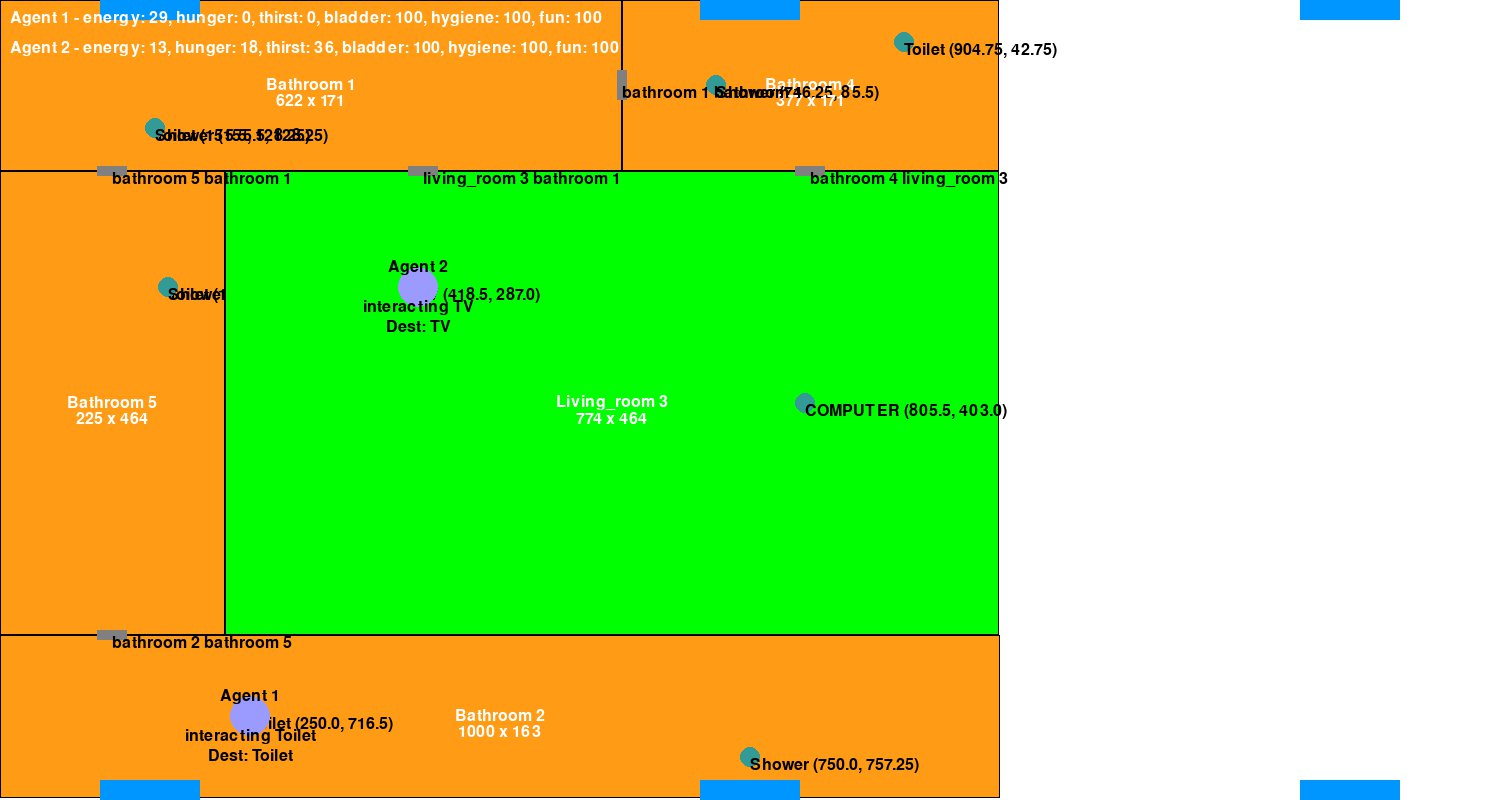 Agent 1 - energy: 29, hunger: 0, thirst: 0, bladder: 100, hygiene: 100, fun: 100
Agent 2 - energy: 13, hunger: 18, thirst: 36, bladder: 100, hygiene: 100, fun: 100
Toilet (904.75, 42.75)
Bathroom 1
622 x 171
Bathroom 4
377 x 171
bathroom 1
Shower (746.25, 85.5)
bathroom 5 bathroom 1
living_room 3 bathroom 1
bathroom 4 living_room 3
Agent 2
(418.5, 287.0)
interacting TV
Dest: TV
Bathroom 5
225 x 464
Living_room 3
774 x 464
COMPUTER (805.5, 403.0)
bathroom 2 bathroom 5
Agent 1
ilet (250.0, 716.5)
interacting Toilet
Dest: Toilet
Bathroom 2
1000 x 163
Shower (750.0, 757.25)